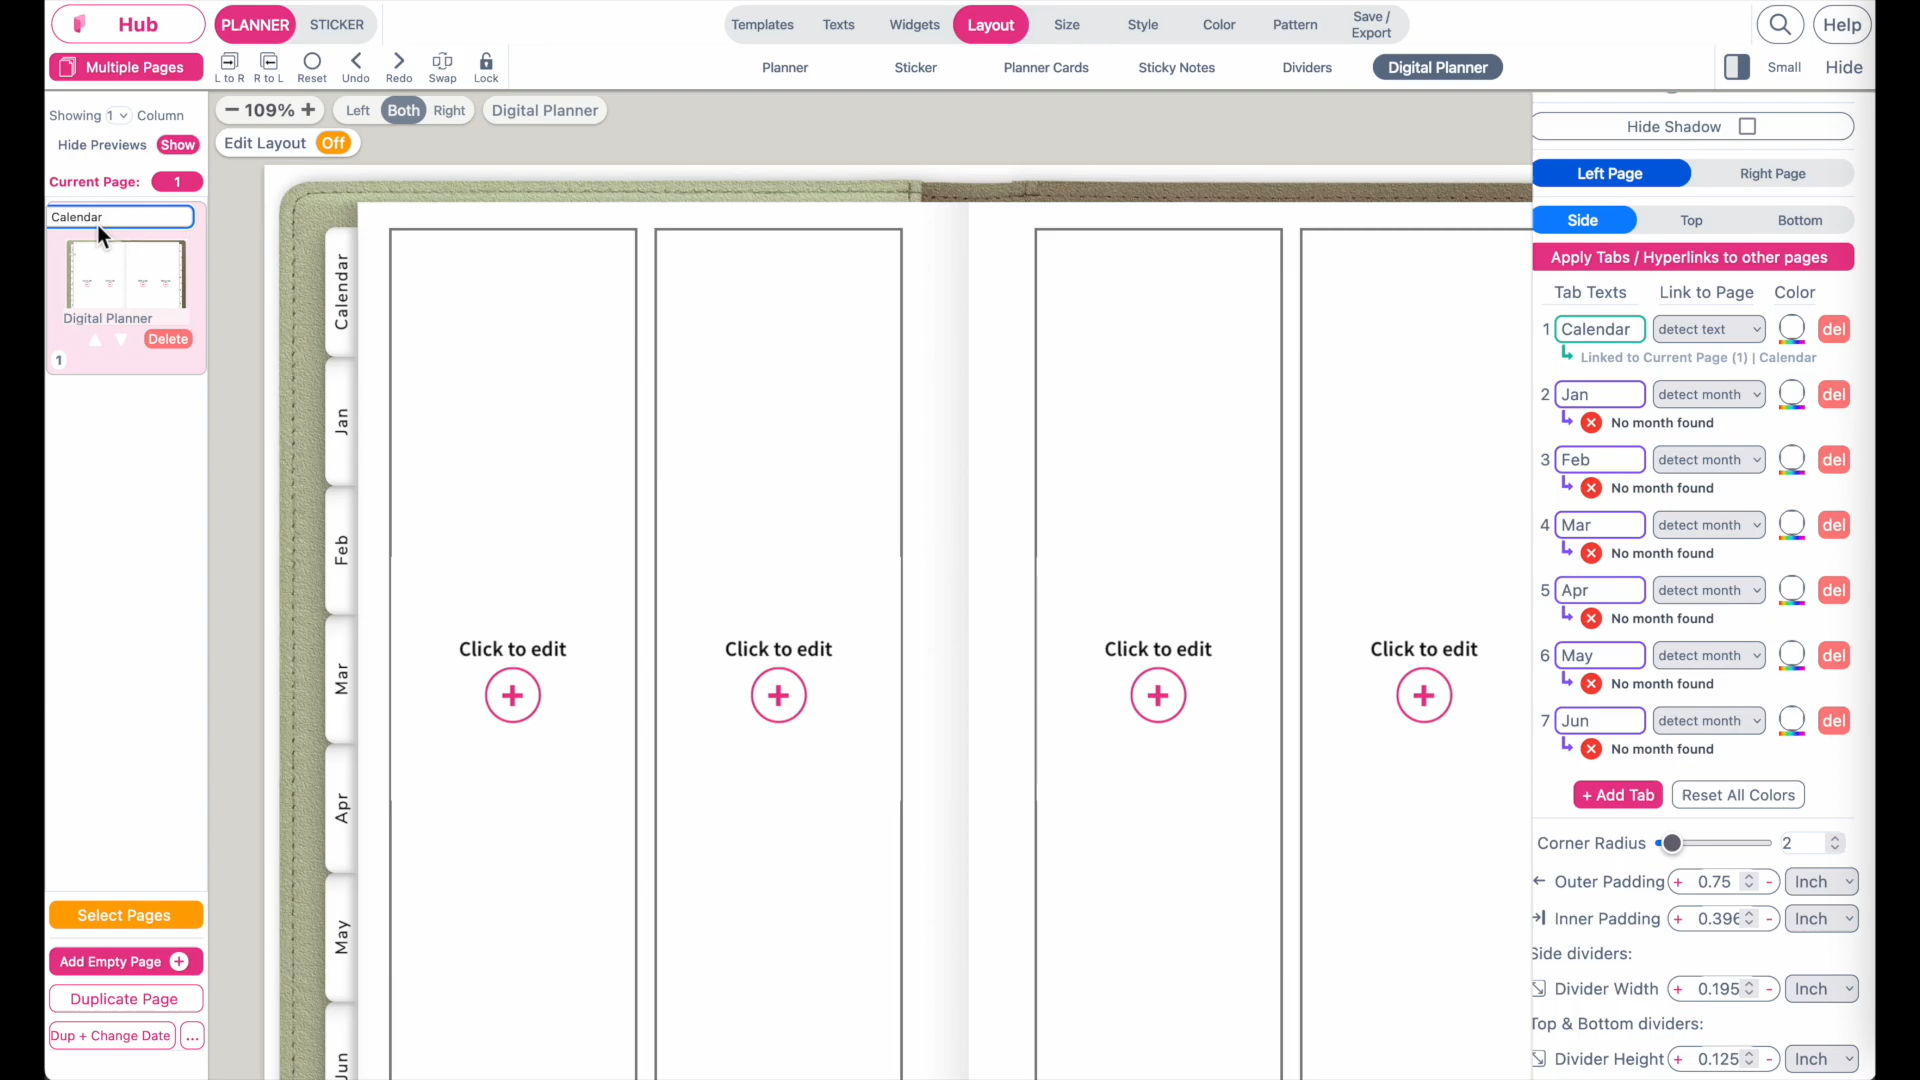 Hub
PLANNER
STICKER
Templates
Texts
Widgets
Layout
Size
Style
Color
Pattern
Save /
Export
Help
Multiple Pages
L to R
R to L
Reset
Undo
Redo
Swap
Lock
Planner
Sticker
Planner Cards
Sticky Notes
Dividers
Digital Planner
Small
Hide
Showing 1 Column
Hide Previews Show
Current Page: 1
Calendar
Digital Planner
Delete
1
Select Pages
Add Empty Page
Duplicate Page
Dup + Change Date ...
109%
Left Both Right
Digital Planner
Edit Layout Off
Calendar
Jan
Feb
Mar
Apr
May
Jun
Click to edit
Click to edit
Click to edit
Click to edit
Hide Shadow
Left Page Right Page
Side Top Bottom
Apply Tabs / Hyperlinks to other pages
Tab Texts Link to Page Color
1 Calendar detect text del
Linked to Current Page (1) | Calendar
2 Jan detect month del
No month found
3 Feb detect month del
No month found
4 Mar detect month del
No month found
5 Apr detect month del
No month found
6 May detect month del
No month found
7 Jun detect month del
No month found
+ Add Tab Reset All Colors
Corner Radius 2
Outer Padding + 0.75 - Inch
Inner Padding + 0.396 - Inch
Side dividers:
Divider Width + 0.195 - Inch
Top & Bottom dividers:
Divider Height + 0.125 - Inch